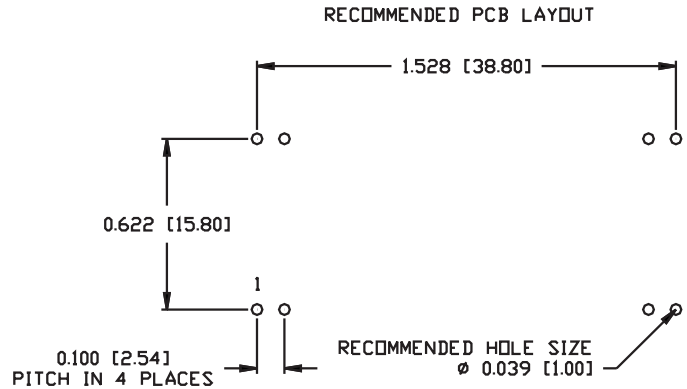 RECOMMENDED PCB LAYOUT
1.528 [38.80]
0.622 [15.80]
1
0.100 [2.54]
PITCH IN 4 PLACES
RECOMMENDED HOLE SIZE
ø 0.039 [1.00]